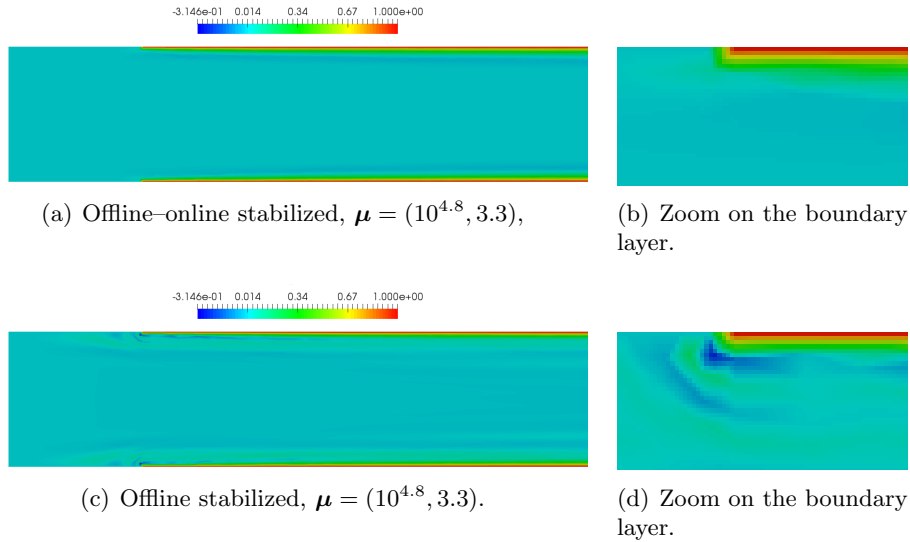 -3.146e-01 0.014 0.34 0.67 1.000e+00
(a) Offline–online stabilized, μ = (10^4.8, 3.3),
(b) Zoom on the boundary
layer.
-3.146e-01 0.014 0.34 0.67 1.000e+00
(c) Offline stabilized, μ = (10^4.8, 3.3).
(d) Zoom on the boundary
layer.